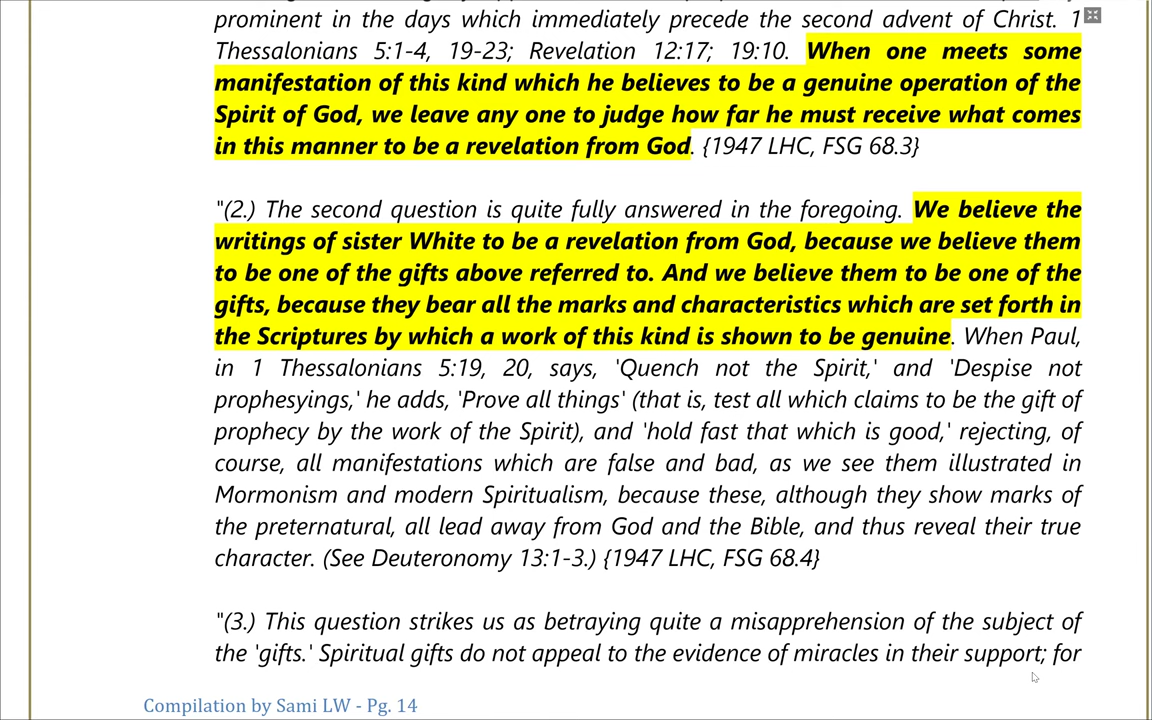 prominent in the days which immediately precede the second advent of Christ. 1
Thessalonians 5:1-4, 19-23; Revelation 12:17; 19:10. When one meets some
manifestation of this kind which he believes to be a genuine operation of the
Spirit of God, we leave any one to judge how far he must receive what comes
in this manner to be a revelation from God. {1947 LHC, FSG 68.3}
"(2.) The second question is quite fully answered in the foregoing. We believe the
writings of sister White to be a revelation from God, because we believe them
to be one of the gifts above referred to. And we believe them to be one of the
gifts, because they bear all the marks and characteristics which are set forth in
the Scriptures by which a work of this kind is shown to be genuine. When Paul,
in 1 Thessalonians 5:19, 20, says, 'Quench not the Spirit,' and 'Despise not
prophesyings,' he adds, 'Prove all things' (that is, test all which claims to be the gift of
prophecy by the work of the Spirit), and 'hold fast that which is good,' rejecting, of
course, all manifestations which are false and bad, as we see them illustrated in
Mormonism and modern Spiritualism, because these, although they show marks of
the preternatural, all lead away from God and the Bible, and thus reveal their true
character. (See Deuteronomy 13:1-3.) {1947 LHC, FSG 68.4}
"(3.) This question strikes us as betraying quite a misapprehension of the subject of
the 'gifts.' Spiritual gifts do not appeal to the evidence of miracles in their support; for
Compilation by Sami LW - Pg. 14